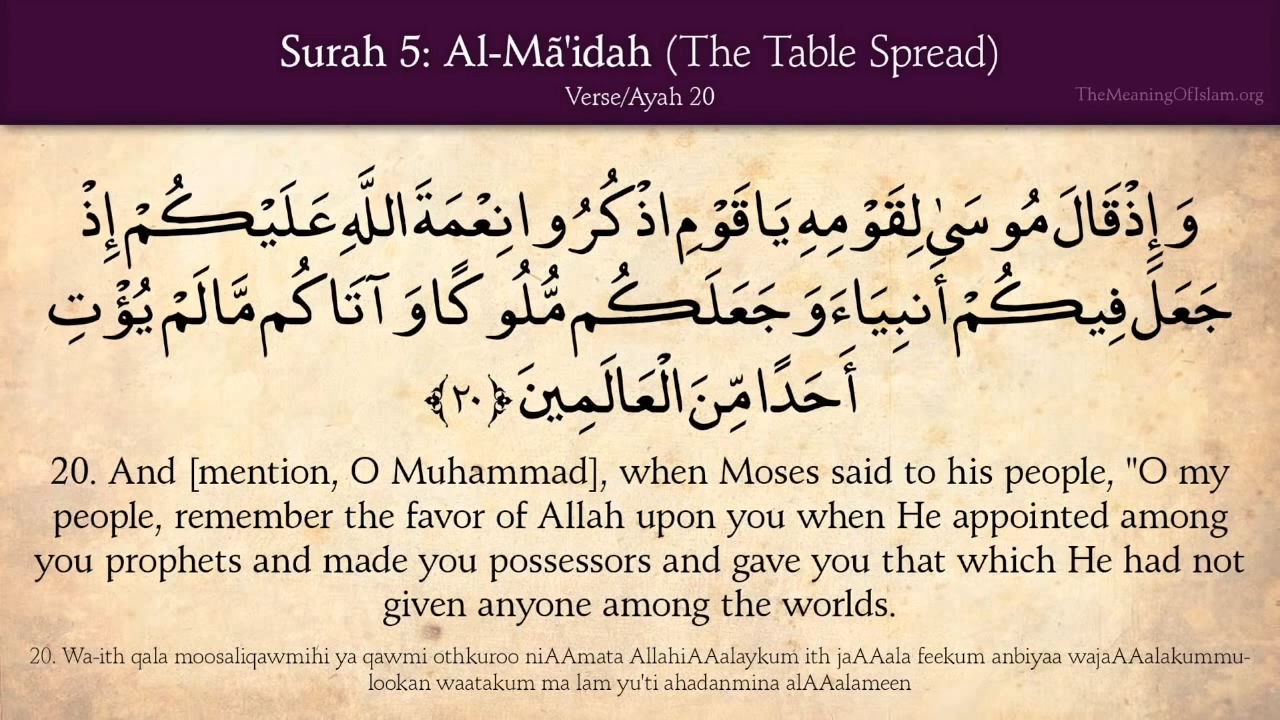 Surah 5: Al-Mã'idah (The Table Spread)
Verse/Ayah 20
TheMeaningOfIslam.org
وَإِذْ قَالَ مُوسَىٰ لِقَوْمِهِ يَا قَوْمِ اذْكُرُوا نِعْمَةَ اللَّهِ عَلَيْكُمْ إِذْ
جَعَلَ فِيكُمْ أَنبِيَاءَ وَجَعَلَكُم مُّلُوكًا وَآتَاكُم مَّا لَمْ يُؤْتِ
أَحَدًا مِّنَ الْعَالَمِينَ ﴿٢٠﴾
20. And [mention, O Muhammad], when Moses said to his people, "O my
people, remember the favor of Allah upon you when He appointed among
you prophets and made you possessors and gave you that which He had not
given anyone among the worlds.
20. Wa-ith qala moosaliqawmihi ya qawmi othkuroo niAAmata AllahiAAalaykum ith jaAAala feekum anbiyaa wajaAAalakummu-
lookan waatakum ma lam yu'ti ahadanmina alAAalameen